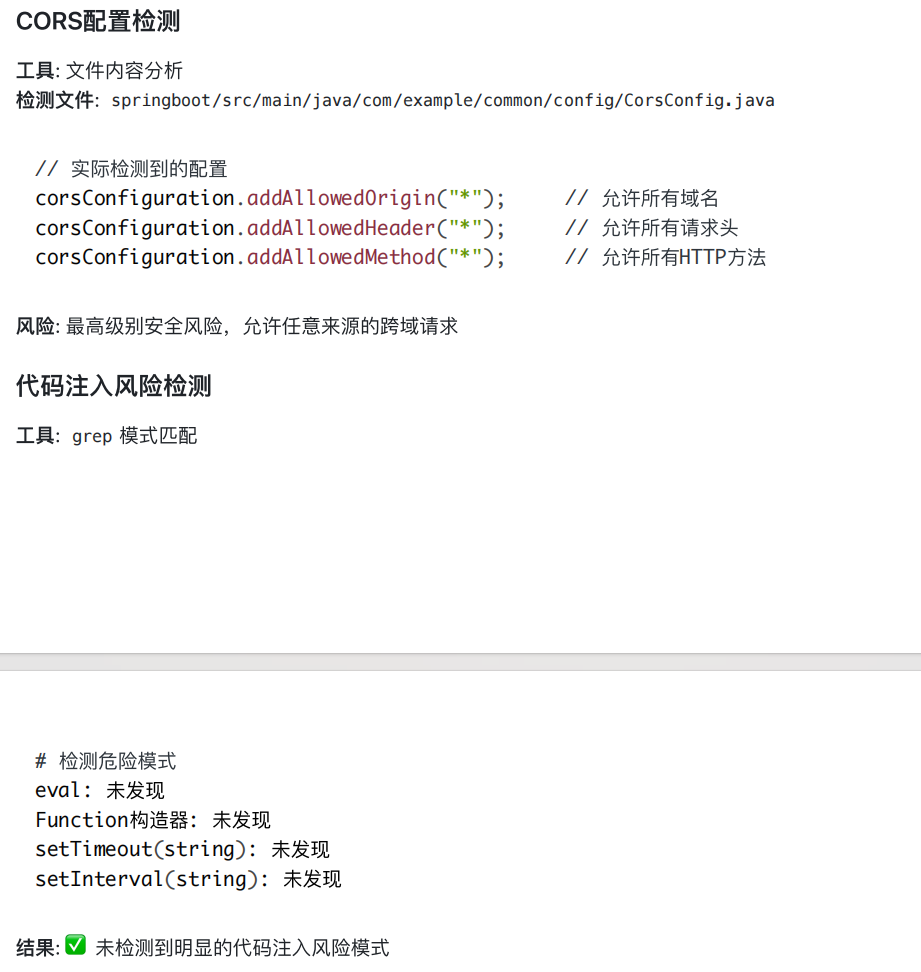 CORS配置检测
工具: 文件内容分析
检测文件: springboot/src/main/java/com/example/common/config/CorsConfig.java
// 实际检测到的配置
corsConfiguration.addAllowedOrigin("*");     // 允许所有域名
corsConfiguration.addAllowedHeader("*");     // 允许所有请求头
corsConfiguration.addAllowedMethod("*");     // 允许所有HTTP方法
风险: 最高级别安全风险，允许任意来源的跨域请求
代码注入风险检测
工具: grep 模式匹配
# 检测危险模式
eval: 未发现
Function构造器: 未发现
setTimeout(string): 未发现
setInterval(string): 未发现
结果: ✅ 未检测到明显的代码注入风险模式